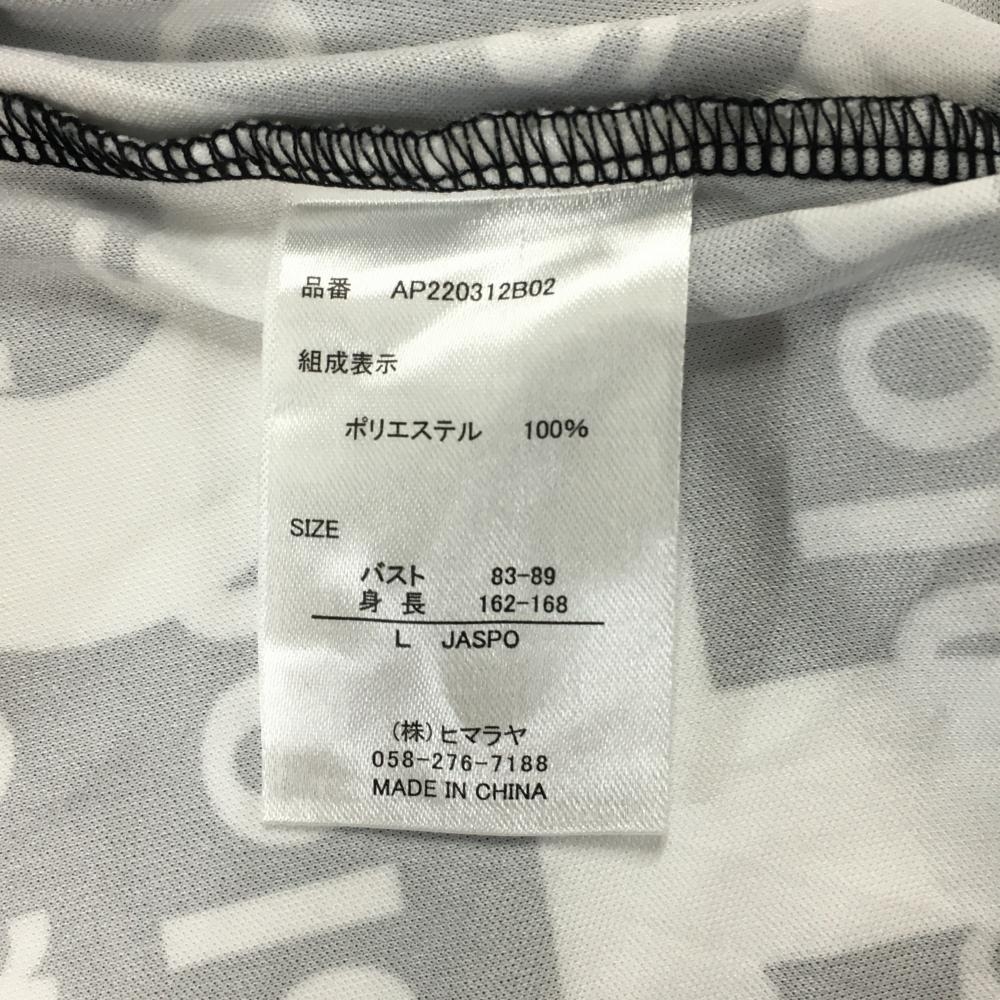 品番 AP220312B02
組成表示
ポリエステル 100%
SIZE
バスト 83-89
身長 162-168
L JASPO
(株)ヒマラヤ
058-276-7188
MADE IN CHINA